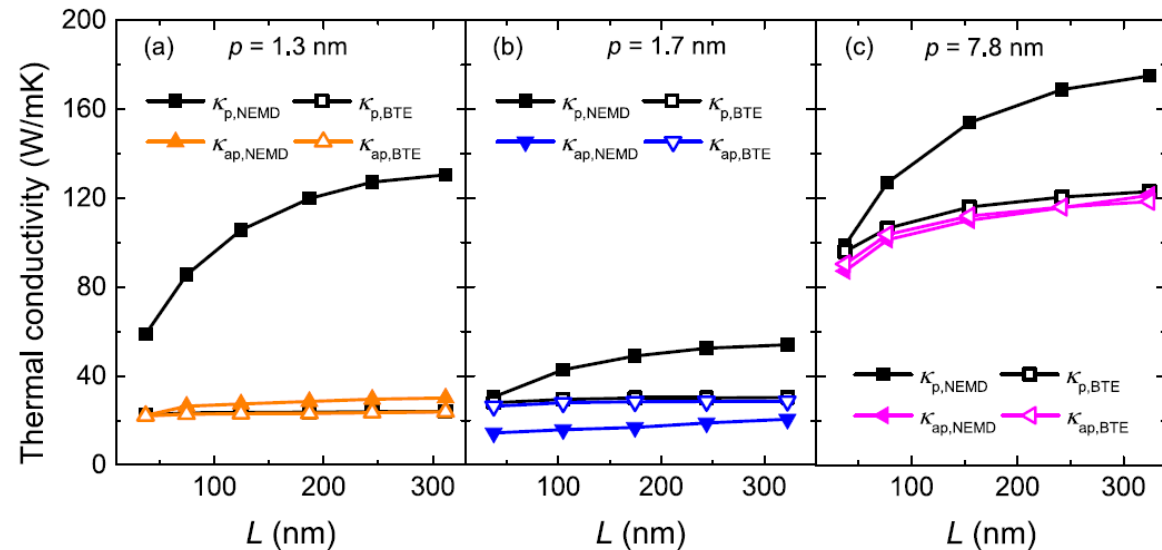 Thermal conductivity (W/mK)
200
160
120
80
40
0
(a) p = 1.3 nm
κp,NEMD κp,BTE
κap,NEMD κap,BTE
100 200 300
L (nm)
(b) p = 1.7 nm
κp,NEMD κp,BTE
κap,NEMD κap,BTE
100 200 300
L (nm)
(c) p = 7.8 nm
κp,NEMD κp,BTE
κap,NEMD κap,BTE
100 200 300
L (nm)